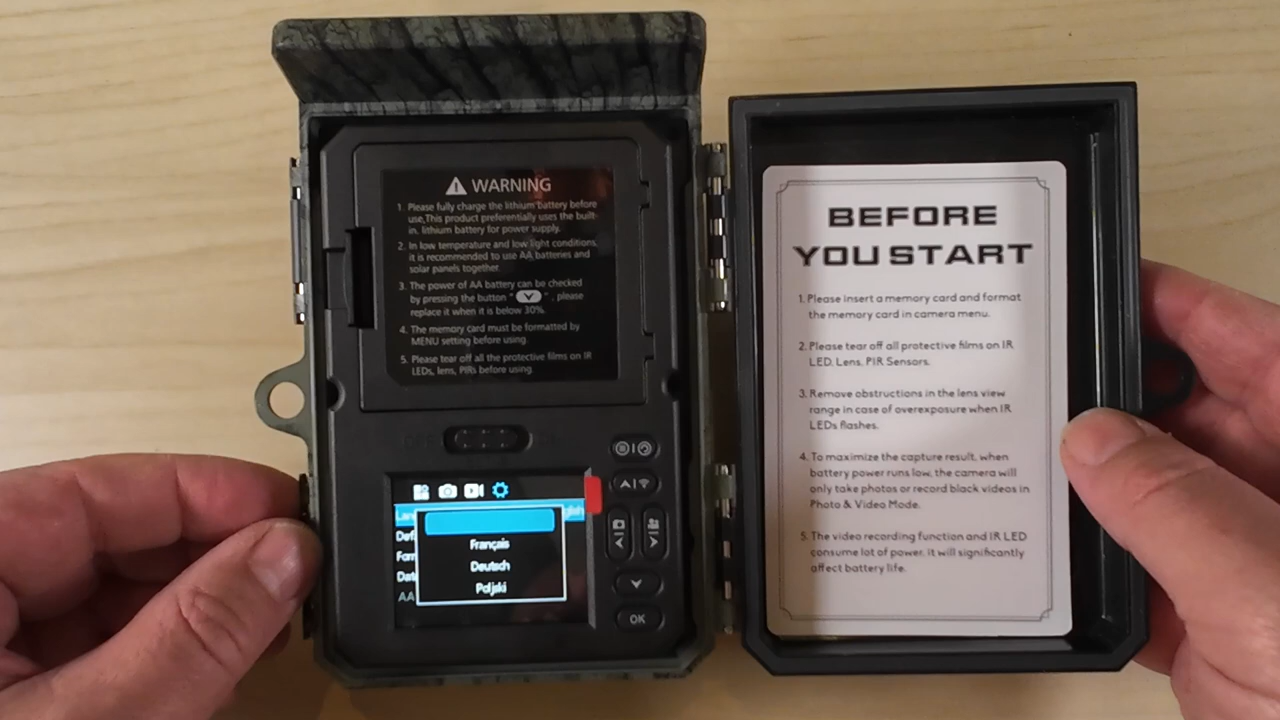 WARNING
1. Please fully charge the lithium battery before
use,This product preferentially uses the built-
in. lithium battery for power supply.
2. In low temperature and low light conditions,
it is recommended to use AA batteries and
solar panels together.
3. The power of AA battery can be checked
by pressing the button " ", please
replace it when it is below 30%.
4. The memory card must be formatted by
MENU setting before using.
5. Please tear off all the protective films on IR
LEDs, lens, PIRs before using.
Français
Deutsch
Polski
AA
OK
BEFORE
YOU START
1. Please insert a memory card and format
the memory card in camera menu.
2. Please tear off all protective films on IR
LED, Lens, PIR Sensors.
3. Remove obstructions in the lens view
range in case of overexposure when IR
LEDs flashes.
4. To maximize the capture result, when
battery power runs low, the camera will
only take photos or record black videos in
Photo & Video Mode.
5. The video recording function and IR LED
consume lot of power, it will significantly
affect battery life.